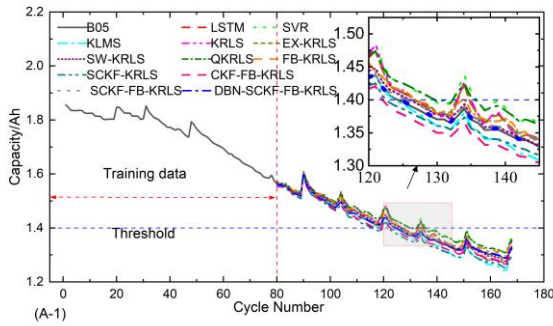 B05 LSTM SVR
KLMS KRLS EX-KRLS
SW-KRLS QKRLS FB-KRLS
SCKF-KRLS CKF-FB-KRLS
SCKF-FB-KRLS DBN-SCKF-FB-KRLS
2.2
2.0
1.8
1.6
1.4
1.2
Capacity/Ah
Training data
Threshold
1.50
1.45
1.40
1.35
1.30
120 130 140
0 20 40 60 80 100 120 140 160 180
Cycle Number
(A-1)